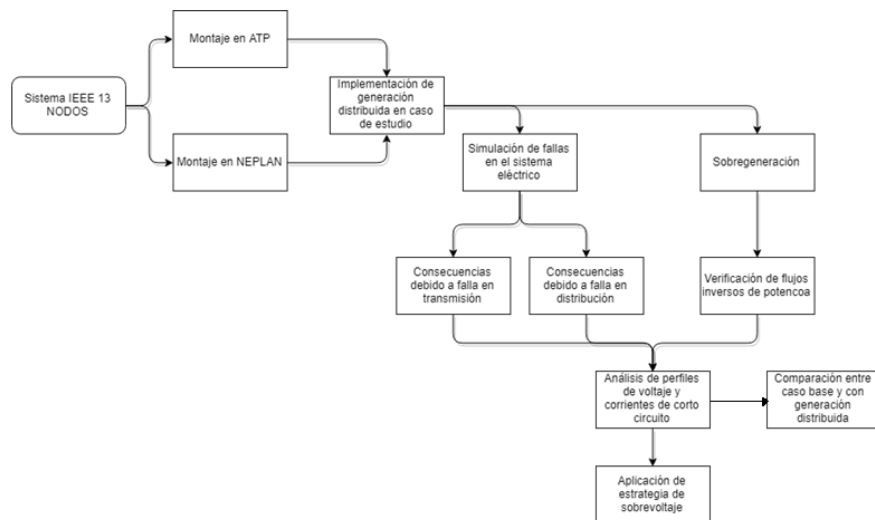 Montaje en ATP
Sistema IEEE 13
NODOS
Implementación de
generación
distribuida en caso
de estudio
Montaje en NEPLAN
Simulación de fallas
en el sistema
eléctrico
Sobregeneración
Consecuencias
debido a falla en
transmisión
Consecuencias
debido a falla en
distribución
Verificación de flujos
inversos de potencoa
Análisis de perfiles
de voltaje y
corrientes de corto
circuito
Comparación entre
caso base y con
generación
distribuida
Aplicación de
estrategia de
sobrevoltaje